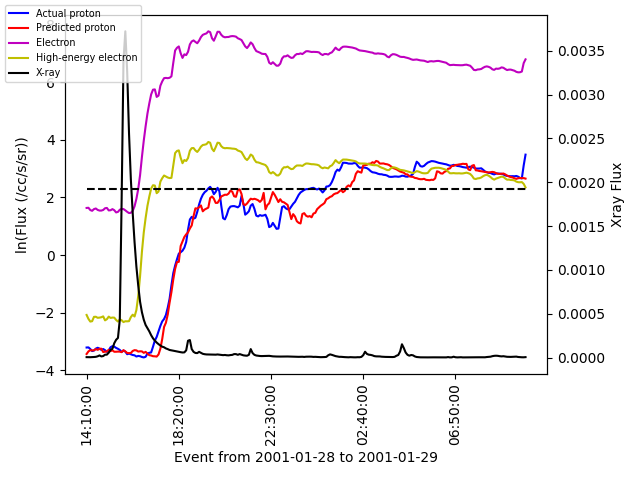 Actual proton
Predicted proton
Electron
High-energy electron
X-ray
ln(Flux (/cc/s/sr))
6
4
2
0
−2
−4
0.0035
0.0030
0.0025
0.0020
0.0015
0.0010
0.0005
0.0000
Xray Flux
14:10:00
18:20:00
22:30:00
02:40:00
06:50:00
Event from 2001-01-28 to 2001-01-29